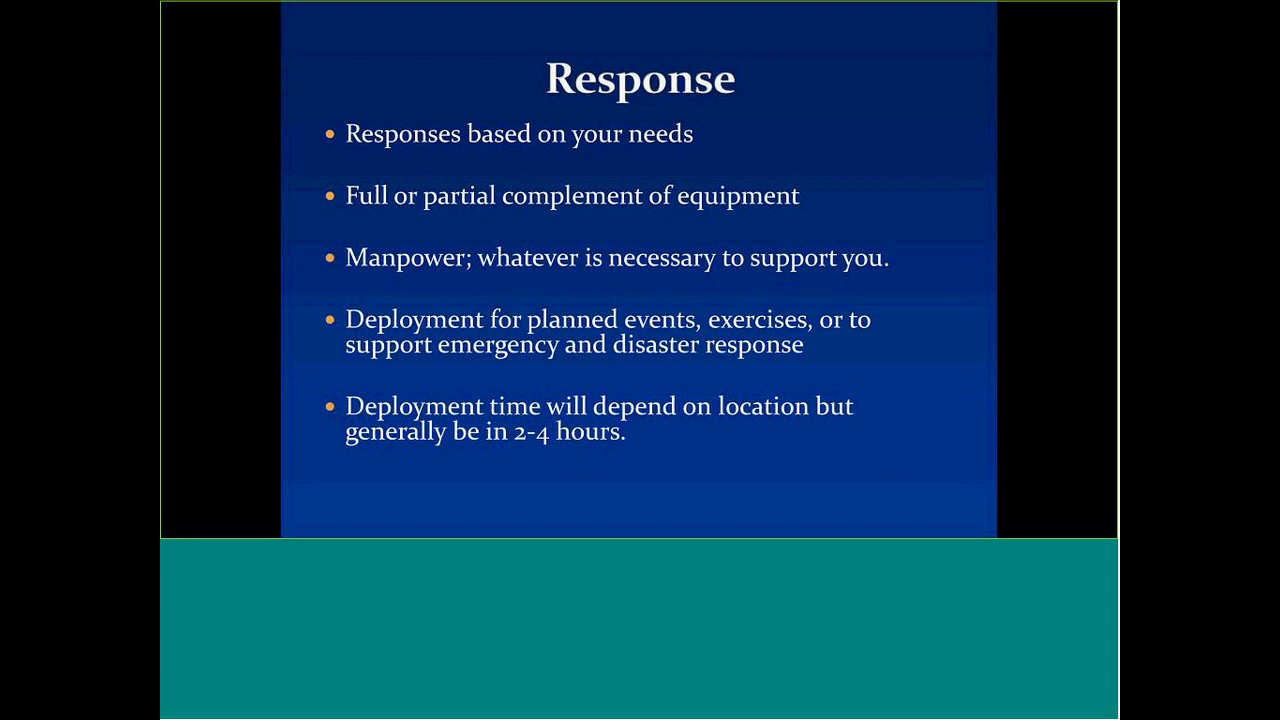 Response
• Responses based on your needs
• Full or partial complement of equipment
• Manpower; whatever is necessary to support you.
• Deployment for planned events, exercises, or to
support emergency and disaster response
• Deployment time will depend on location but
generally be in 2-4 hours.